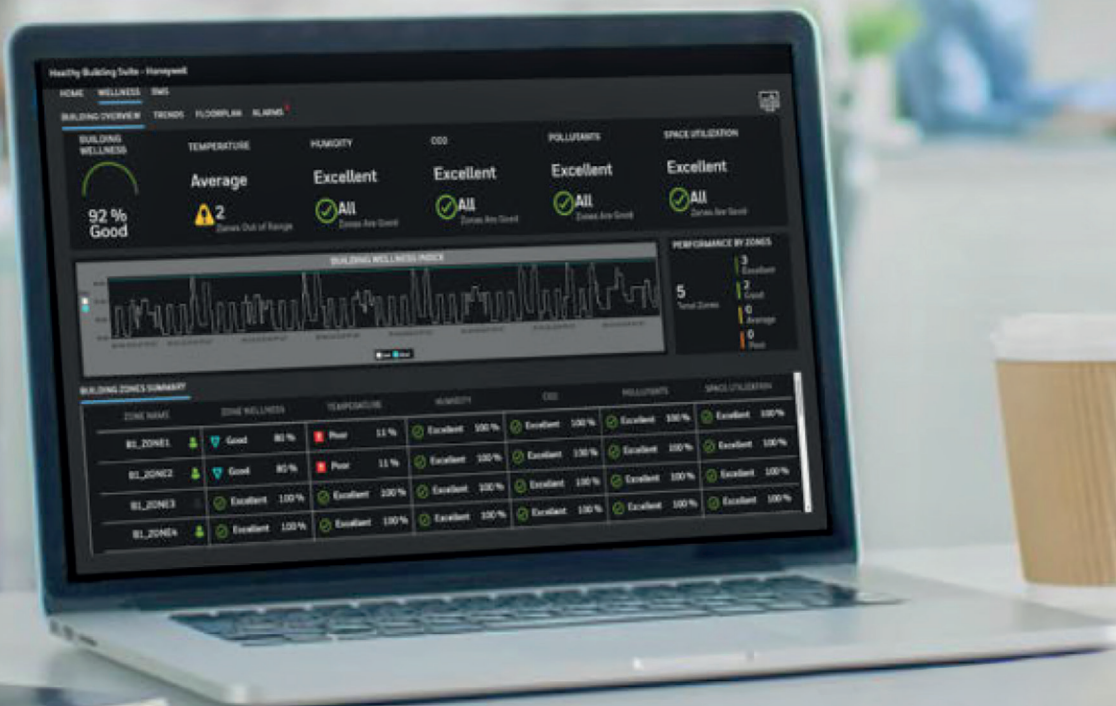 Healthy Building Suite - Honeywell
HOME WELLNESS BMS
BUILDING OVERVIEW TRENDS FLOORPLAN ALARMS
BUILDING WELLNESS TEMPERATURE HUMIDITY CO2 POLLUTANTS SPACE UTILIZATION
92 % Good Average Excellent Excellent Excellent Excellent
2 All All All All
Zones Out of Range Zones Are Good Zones Are Good Zones Are Good Zones Are Good
BUILDING WELLNESS INDEX
PERFORMANCE BY ZONES
5
Total Zones
3
Excellent
2
Good
0
Average
0
Poor
BUILDING ZONES SUMMARY
ZONE NAME ZONE WELLNESS TEMPERATURE HUMIDITY CO2 POLLUTANTS SPACE UTILIZATION
B1_ZONE1 Good 80 % Poor 11 % Excellent 100 % Excellent 100 % Excellent 100 % Excellent 100 %
B1_ZONE2 Good 80 % Poor 11 % Excellent 100 % Excellent 100 % Excellent 100 % Excellent 100 %
B1_ZONE3 Excellent 100 % Excellent 100 % Excellent 100 % Excellent 100 % Excellent 100 % Excellent 100 %
B1_ZONE4 Excellent 100 % Excellent 100 % Excellent 100 % Excellent 100 % Excellent 100 % Excellent 100 %